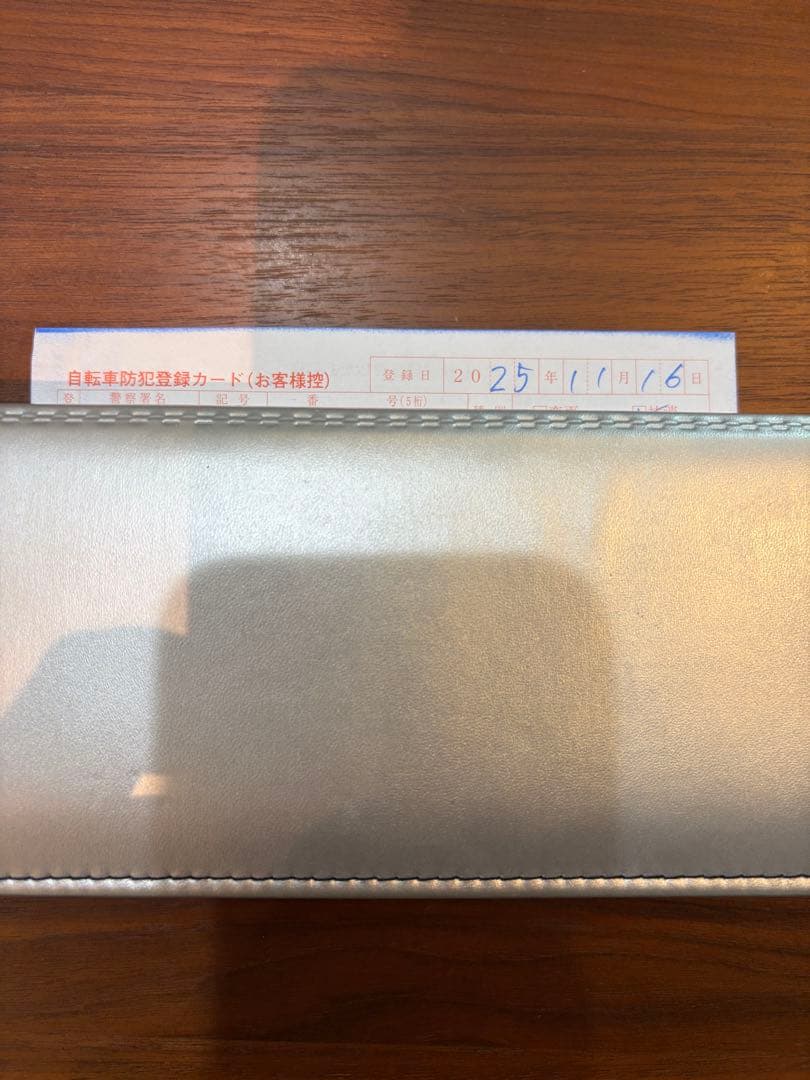 自転車防犯登録カード(お客様控) 登録日 2025年11月16日
登 警察署名 記号 一番 号(5桁)